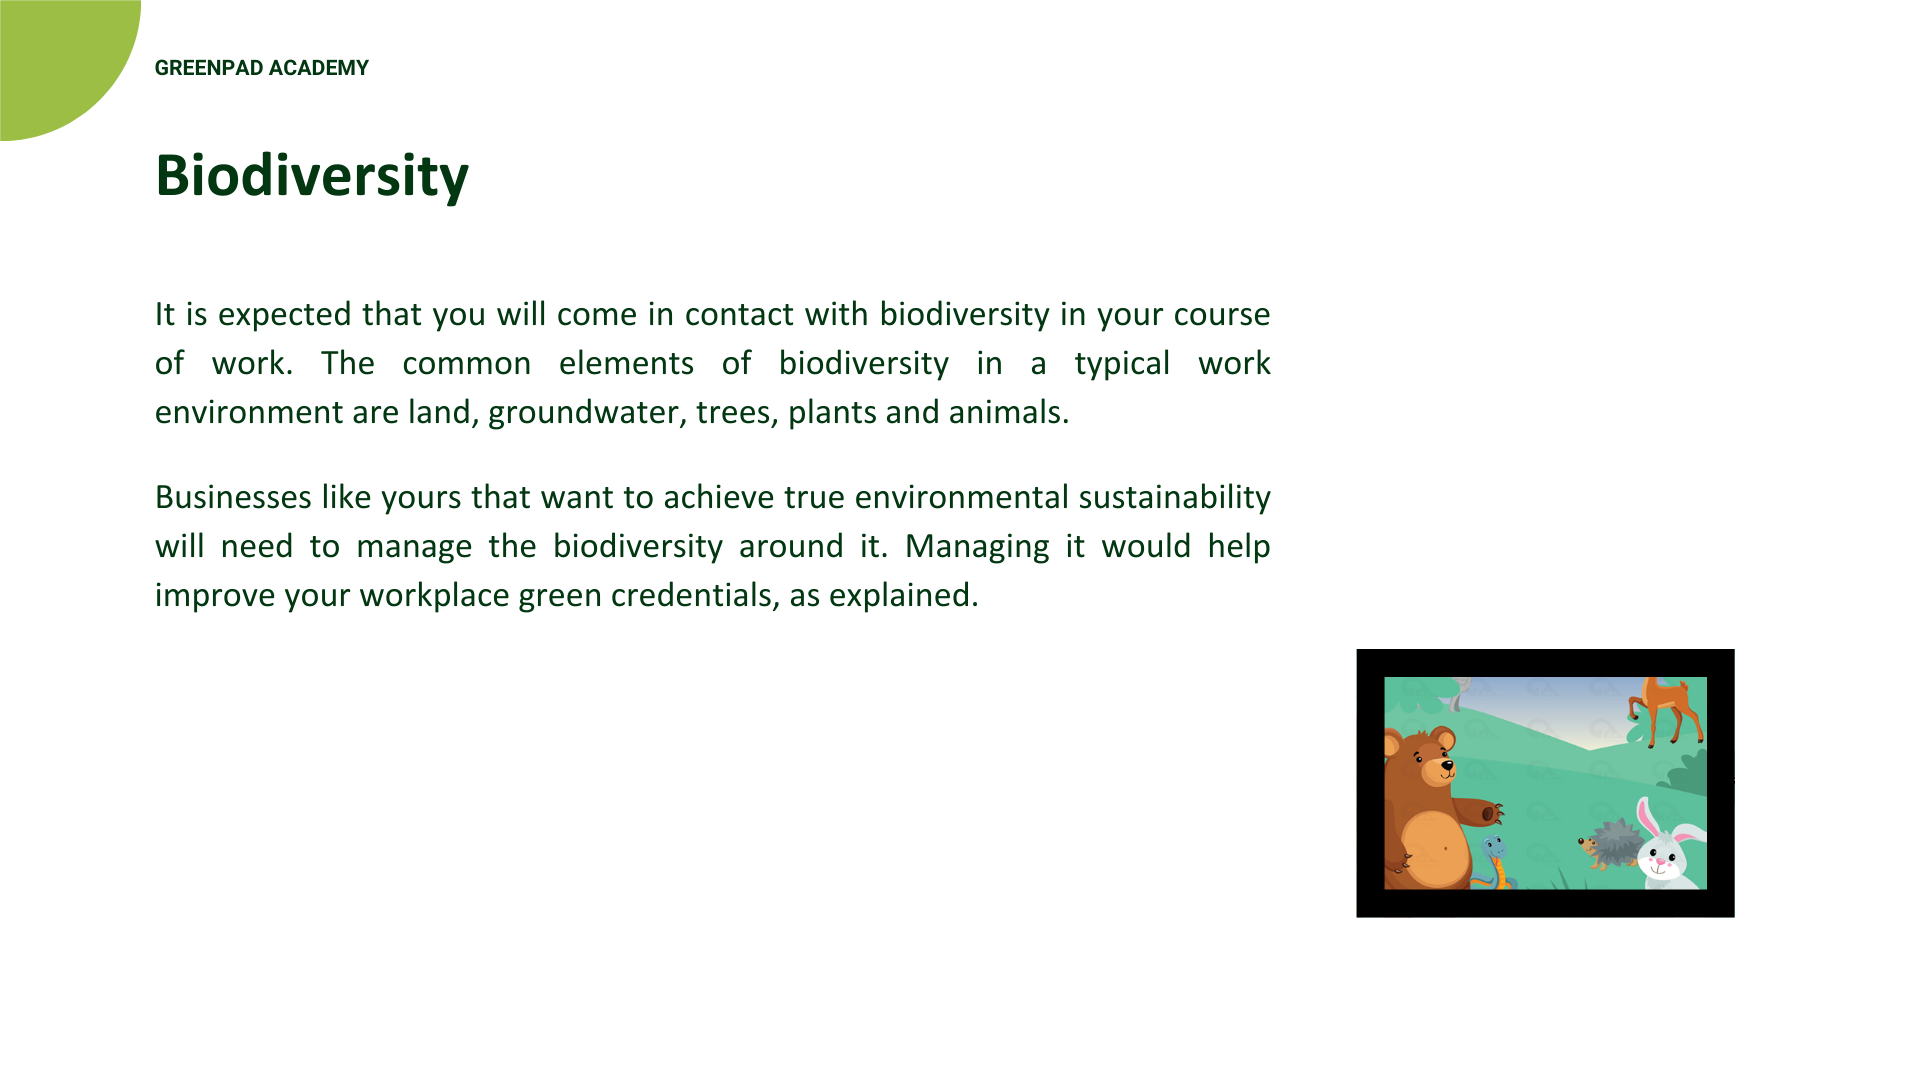 GREENPAD ACADEMY
Biodiversity
It is expected that you will come in contact with biodiversity in your course
of work. The common elements of biodiversity in a typical work
environment are land, groundwater, trees, plants and animals.
Businesses like yours that want to achieve true environmental sustainability
will need to manage the biodiversity around it. Managing it would help
improve your workplace green credentials, as explained.